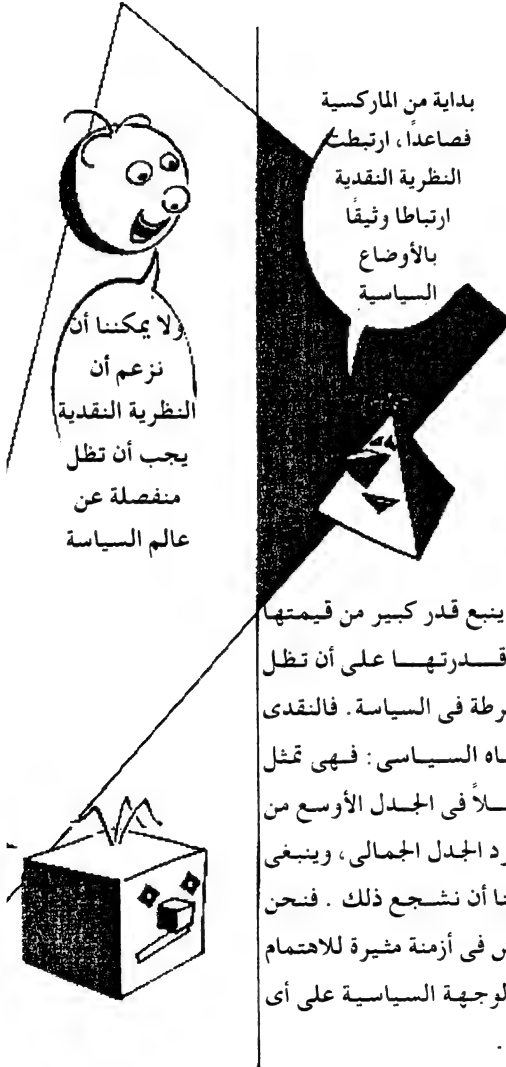 بداية من الماركسية
فصاعدًا، ارتبطت
النظرية النقدية
ارتباطا وثيقًا
بالأوضاع
السياسية
ولا يمكننا أن
نزعم أن
النظرية النقدية
يجب أن تظل
منفصلة عن
عالم السياسة
ينبع قدر كبير من قيمتها
قدرتها على أن تظل
رطة فى السياسة. فالنقدى
ناه السياسى: فهى تمثل
ـلاً فى الجدل الأوسع من
رد الجدل الجمالى، وينبغى
نا أن نشجع ذلك . فنحن
ش فى أزمنة مثيرة للاهتمام
لوجهة السياسية على أى
.